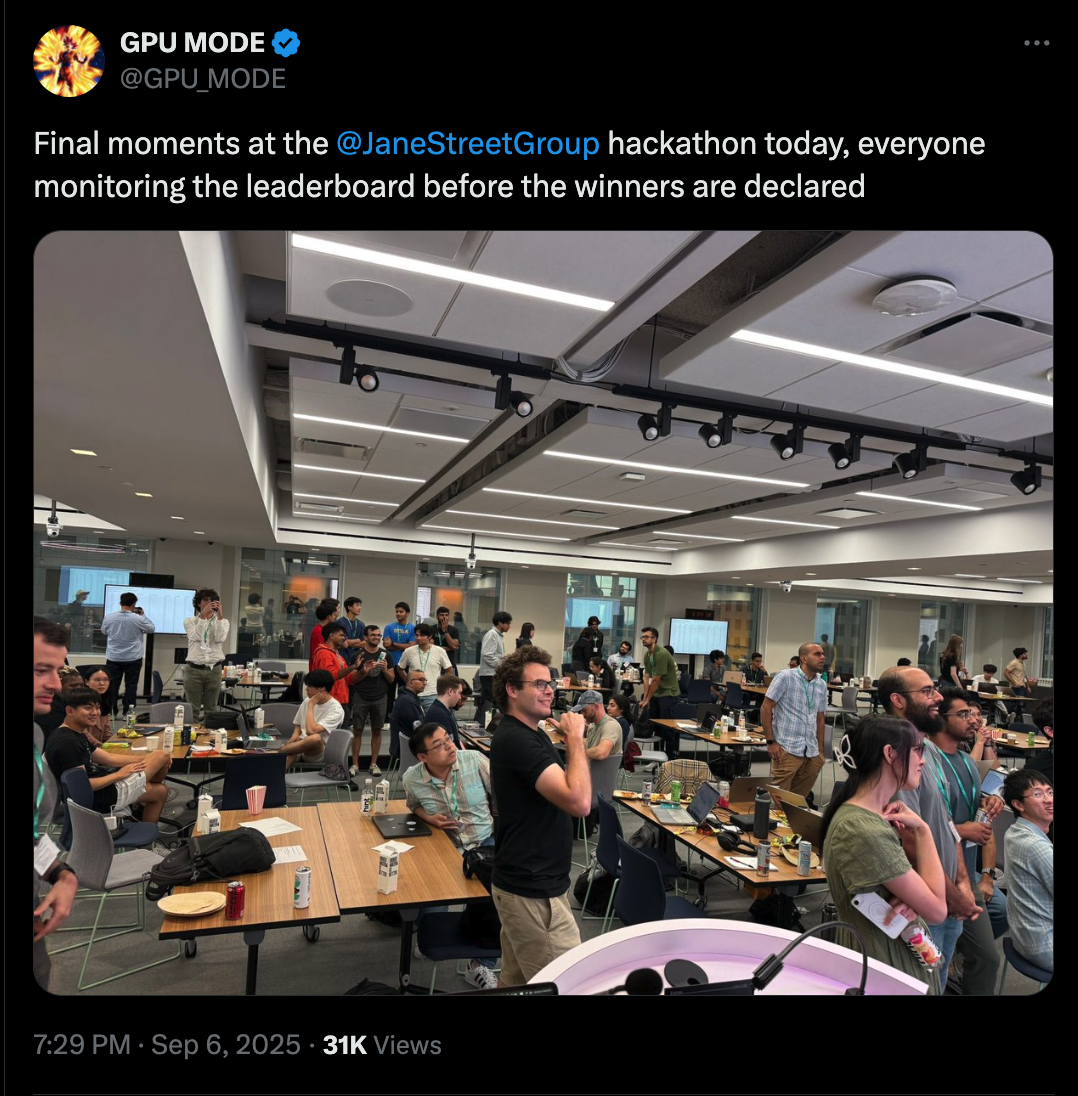 GPU MODE
@GPU_MODE
Final moments at the @JaneStreetGroup hackathon today, everyone
monitoring the leaderboard before the winners are declared
7:29 PM · Sep 6, 2025 · 31K Views